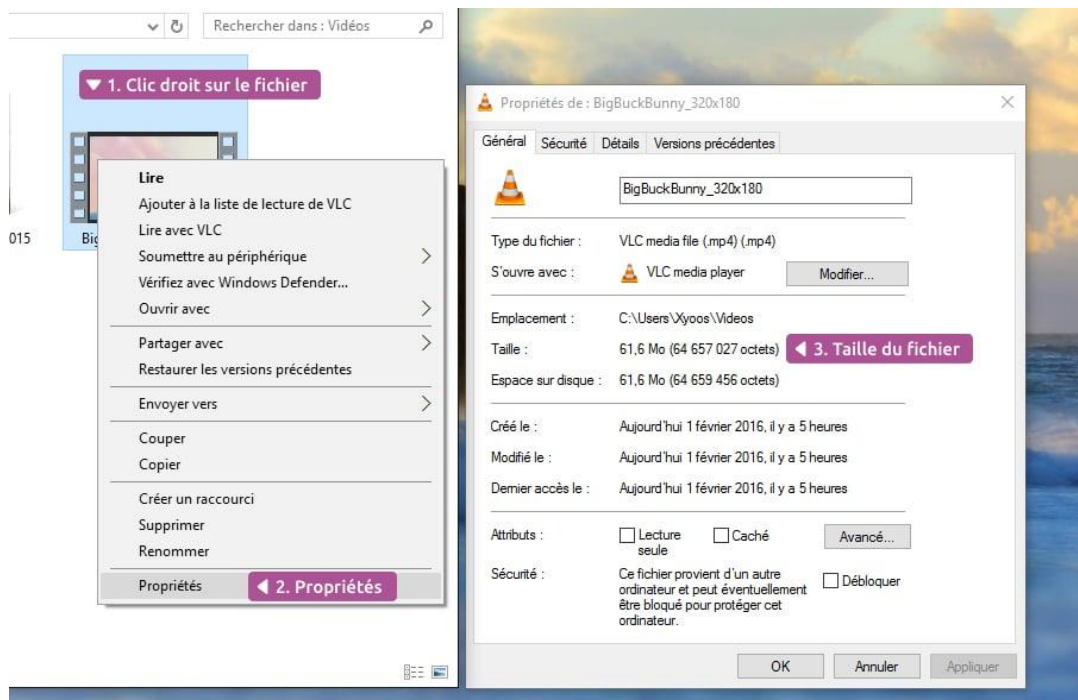 Rechercher dans : Vidéos
1. Clic droit sur le fichier
015
Lire
Ajouter à la liste de lecture de VLC
Lire avec VLC
Soumettre au périphérique
Vérifiez avec Windows Defender...
Ouvrir avec
Partager avec
Restaurer les versions précédentes
Envoyer vers
Couper
Copier
Créer un raccourci
Supprimer
Renommer
Propriétés
2. Propriétés
Propriétés de : BigBuckBunny_320x180
Général Sécurité Détails Versions précédentes
BigBuckBunny_320x180
Type du fichier : VLC media file (.mp4) (.mp4)
S'ouvre avec : VLC media player Modifier...
Emplacement : C:\Users\Xyoos\Videos
Taille : 61,6 Mo (64 657 027 octets) 3. Taille du fichier
Espace sur disque : 61,6 Mo (64 659 456 octets)
Créé le : Aujourd'hui 1 février 2016, il y a 5 heures
Modifié le : Aujourd'hui 1 février 2016, il y a 5 heures
Dernier accès le : Aujourd'hui 1 février 2016, il y a 5 heures
Attributs : Lecture Caché Avancé...
seule
Sécurité : Ce fichier provient d'un autre
ordinateur et peut éventuellement Débloquer
être bloqué pour protéger cet
ordinateur.
OK Annuler Appliquer